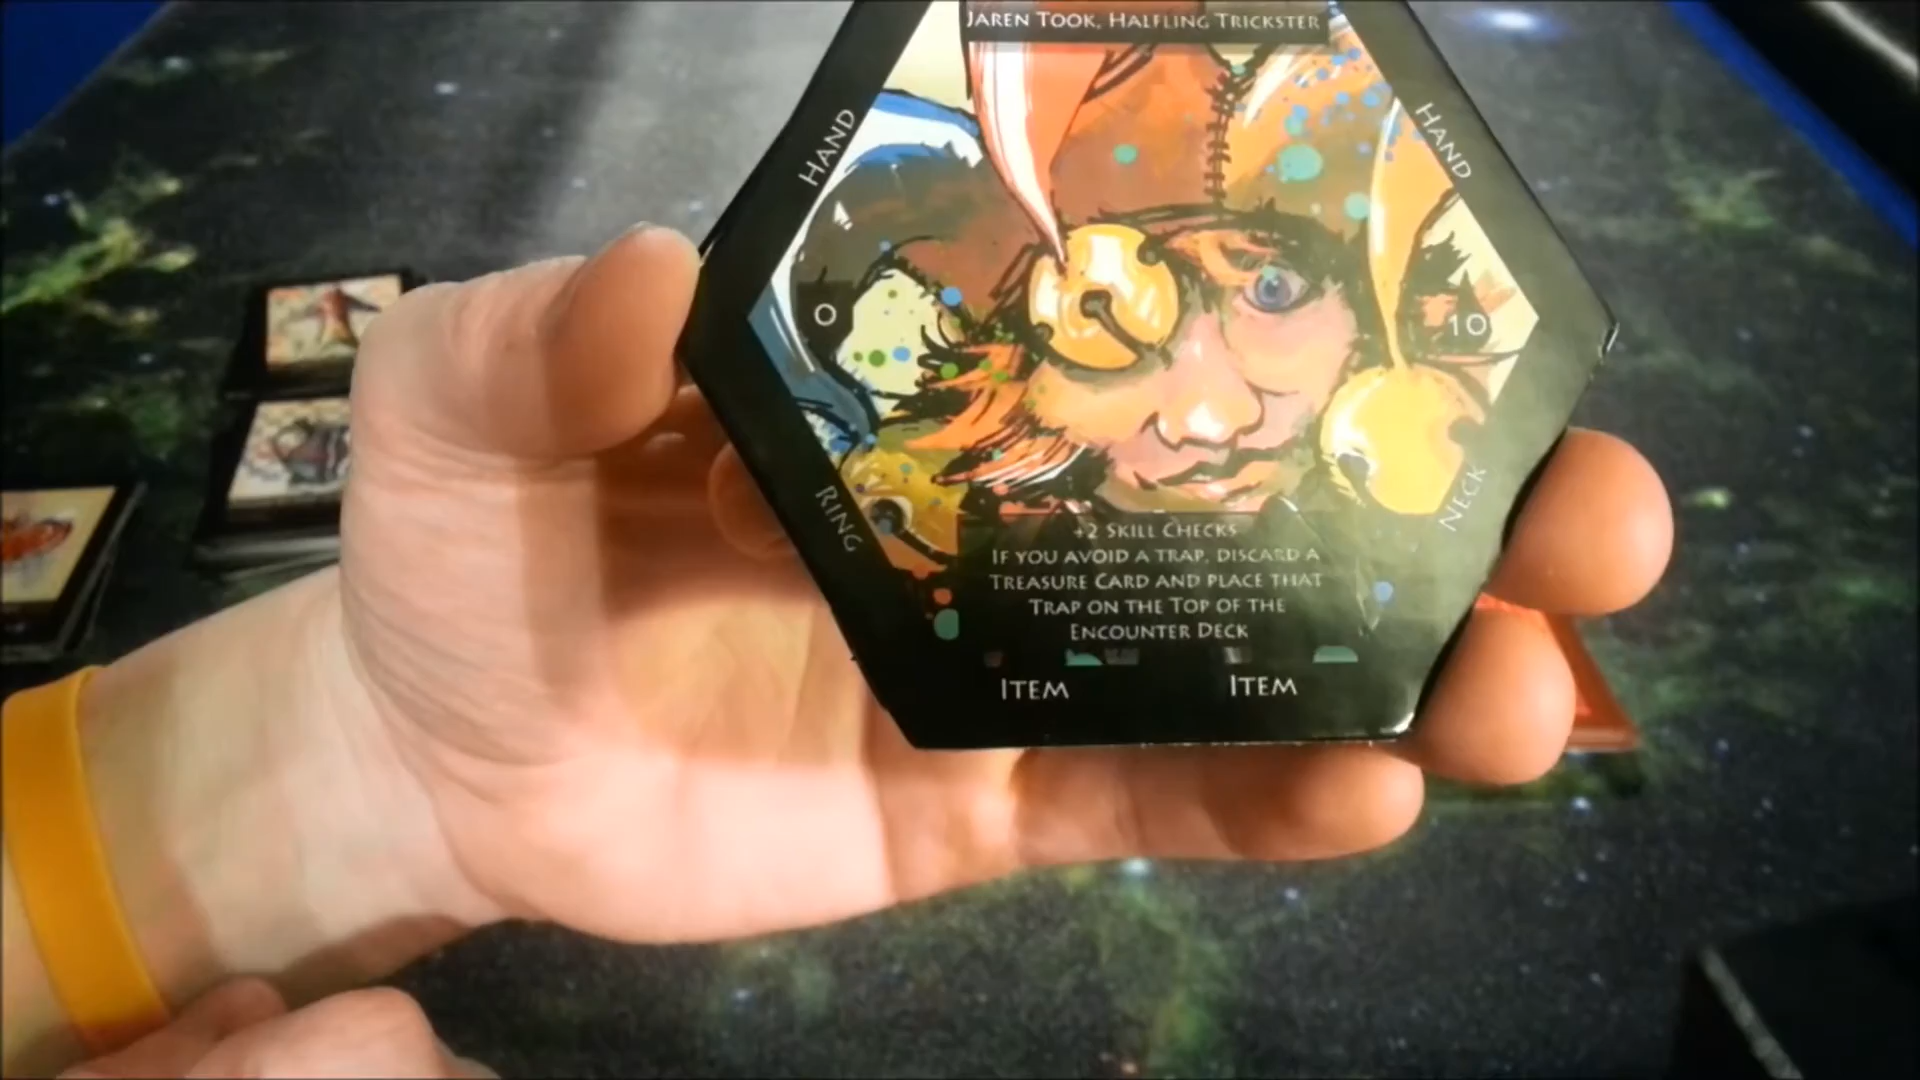 Jaren Took, Halfling Trickster
Hand
Hand
0
10
Ring
Neck
+2 Skill Checks
If you avoid a trap, discard a
Treasure Card and place that
Trap on the Top of the
Encounter Deck
Item
Item